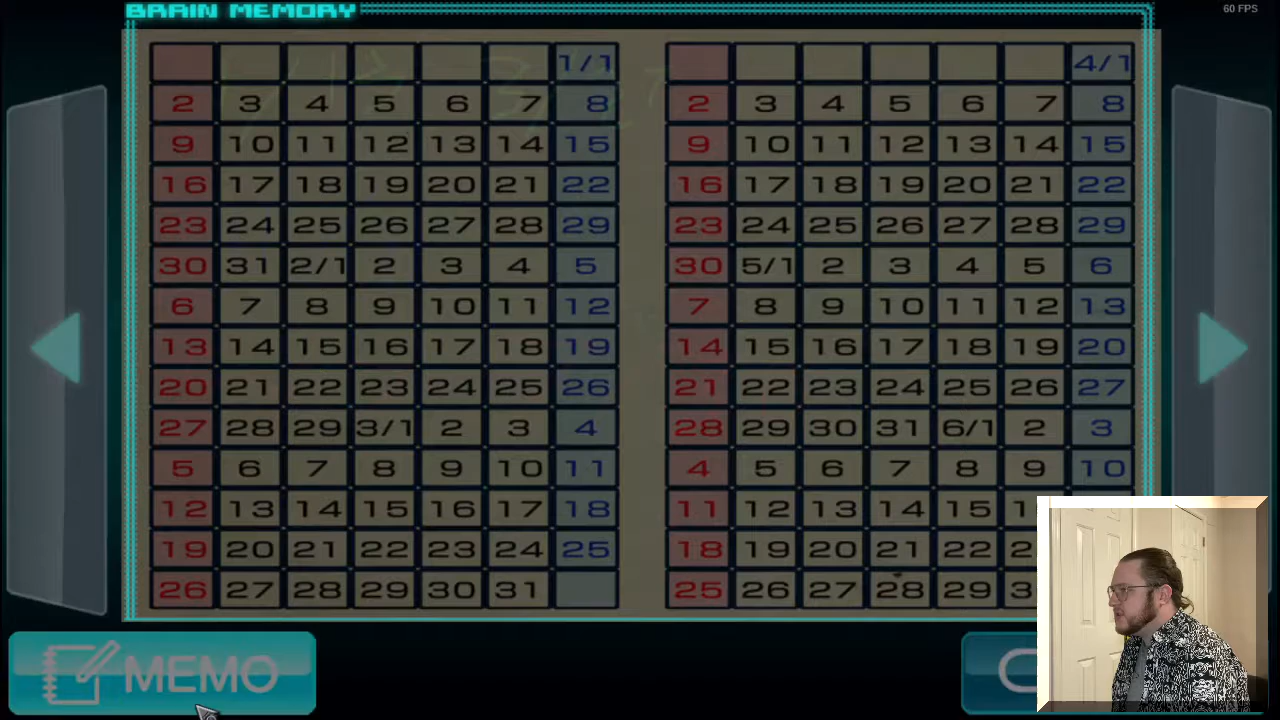 BRAIN MEMORY
60 FPS
1/1
2 3 4 5 6 7 8
9 10 11 12 13 14 15
16 17 18 19 20 21 22
23 24 25 26 27 28 29
30 31 2/1 2 3 4 5
6 7 8 9 10 11 12
13 14 15 16 17 18 19
20 21 22 23 24 25 26
27 28 29 3/1 2 3 4
5 6 7 8 9 10 11
12 13 14 15 16 17 18
19 20 21 22 23 24 25
26 27 28 29 30 31
4/1
2 3 4 5 6 7 8
9 10 11 12 13 14 15
16 17 18 19 20 21 22
23 24 25 26 27 28 29
30 5/1 2 3 4 5 6
7 8 9 10 11 12 13
14 15 16 17 18 19 20
21 22 23 24 25 26 27
28 29 30 31 6/1 2 3
4 5 6 7 8 9 10
11 12 13 14 15
18 19 20 21 22
25 26 27 28 29
MEMO